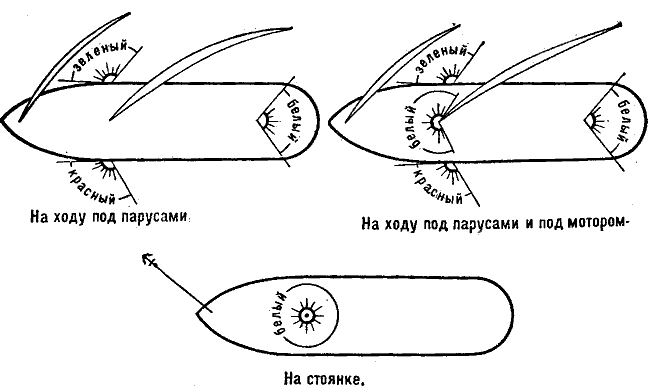 зеленый
белый
красный
На ходу под парусами
зеленый
белый
белый
красный
На ходу под парусами и под мотором-
белый
На стоянке.